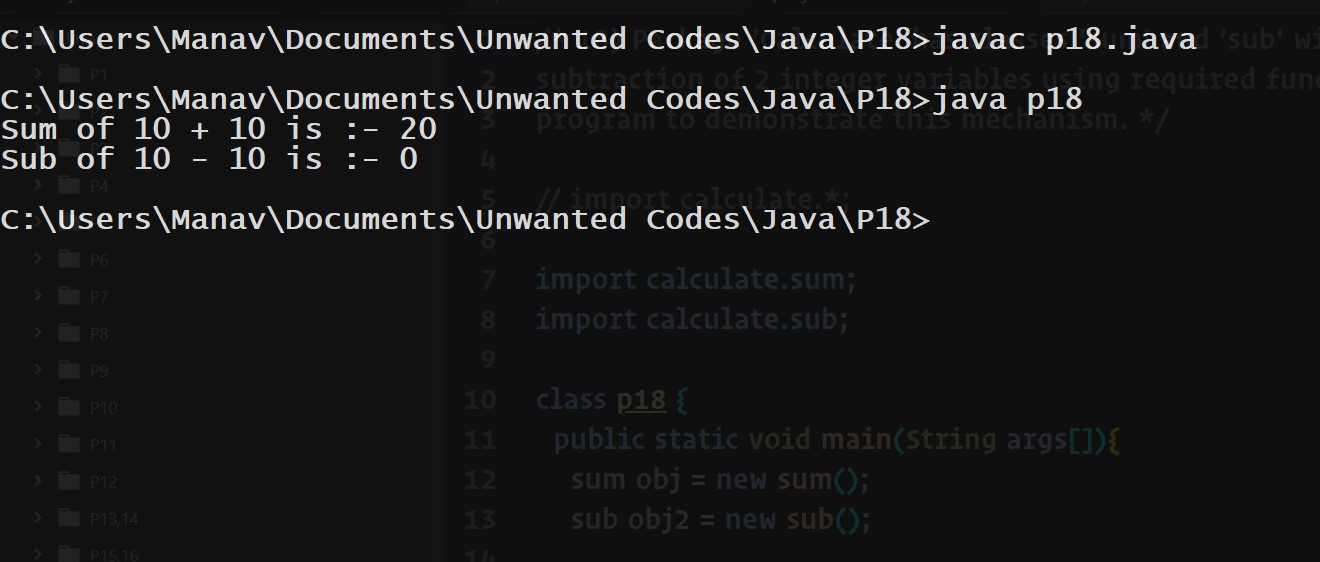 C:\Users\Manav\Documents\Unwanted Codes\Java\P18>javac p18.java
C:\Users\Manav\Documents\Unwanted Codes\Java\P18>java p18
Sum of 10 + 10 is :- 20
Sub of 10 - 10 is :- 0
C:\Users\Manav\Documents\Unwanted Codes\Java\P18>
P1
P4
P6
P7
P8
P9
P10
P11
P12
P13,14
P15,16
'sub'
2 subtraction of 2 integer variables using required
3 program to demonstrate this mechanism. */
4
5 // import calculate.*;
6
7 import calculate.sum;
8 import calculate.sub;
9
10 class p18 {
11 public static void main(String args[]){
12 sum obj = new sum();
13 sub obj2 = new sub();
14